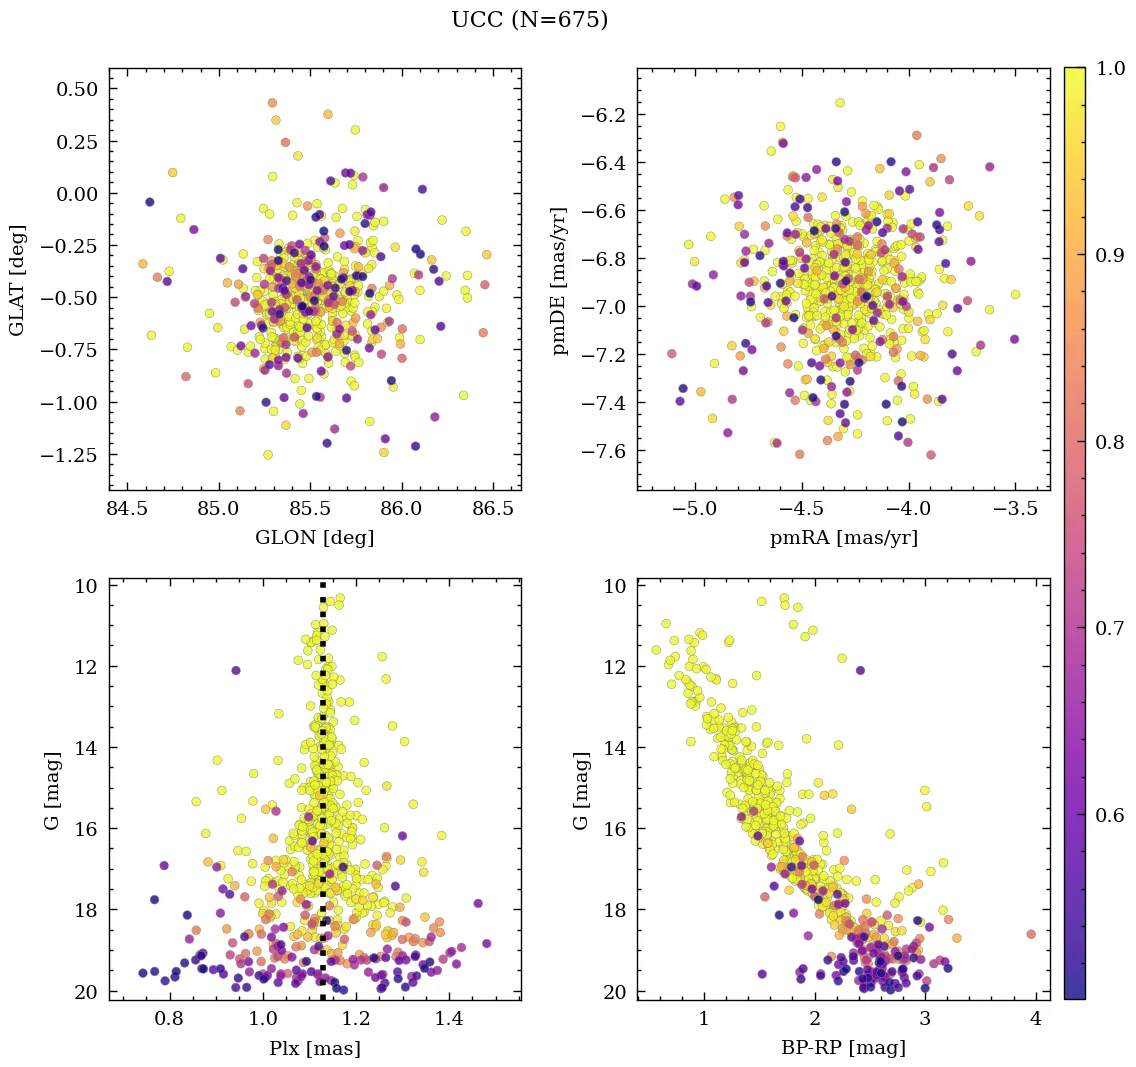 UCC (N=675)
0.50
0.25
0.00
−0.25
−0.50
−0.75
−1.00
−1.25
GLAT [deg]
84.5 85.0 85.5 86.0 86.5
GLON [deg]
−6.2
−6.4
−6.6
−6.8
−7.0
−7.2
−7.4
−7.6
pmDE [mas/yr]
−5.0 −4.5 −4.0 −3.5
pmRA [mas/yr]
10
12
14
16
18
20
G [mag]
0.8 1.0 1.2 1.4
Plx [mas]
10
12
14
16
18
20
G [mag]
1 2 3 4
BP-RP [mag]
1.0
0.9
0.8
0.7
0.6